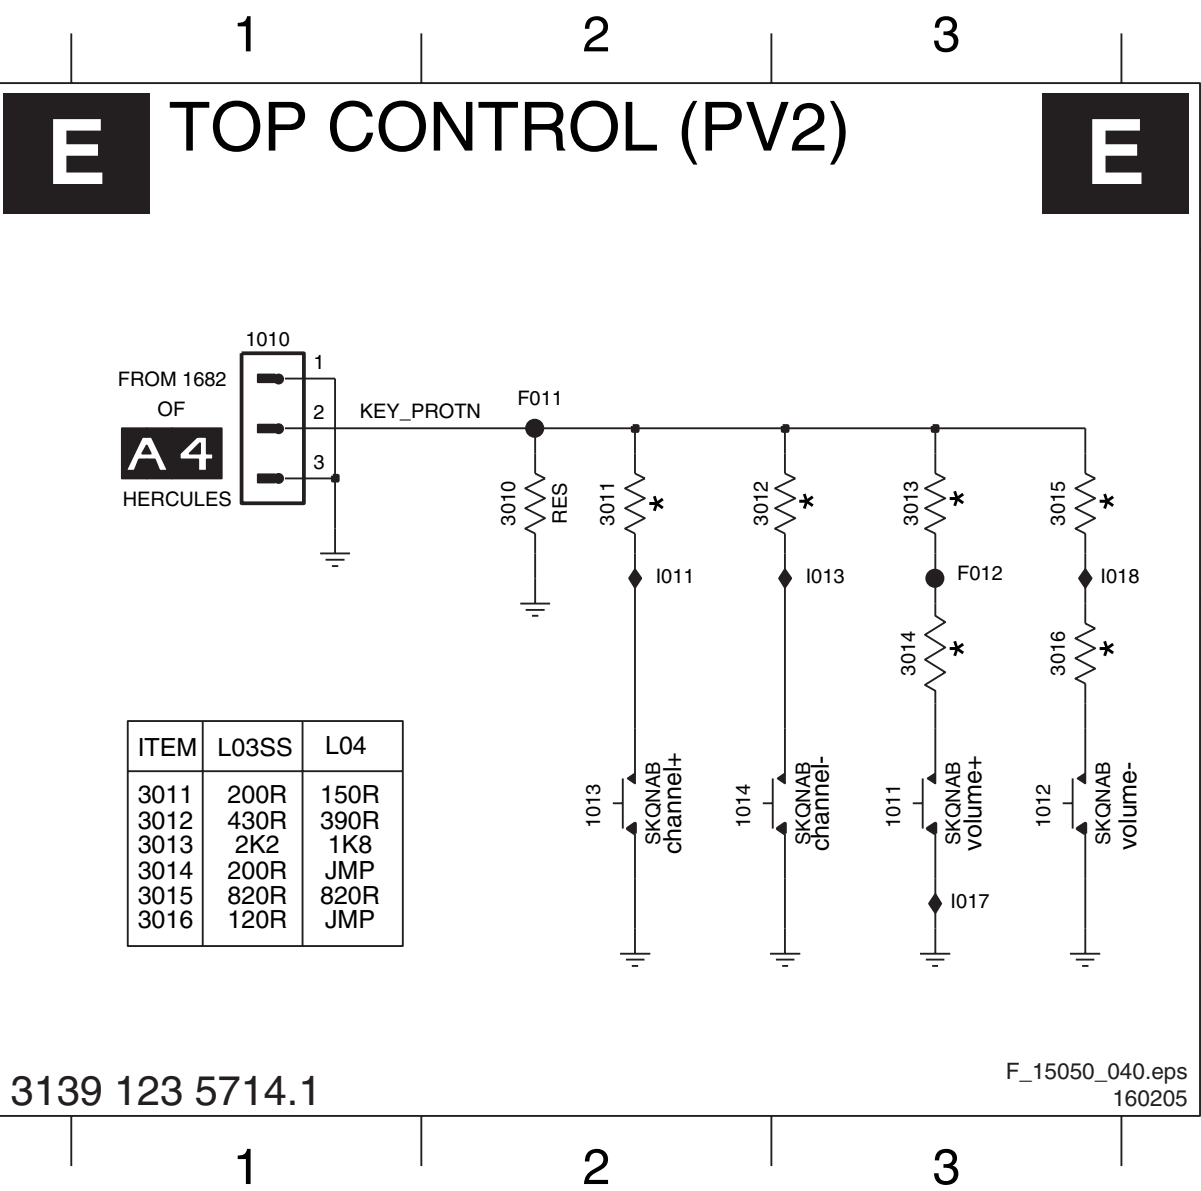 1 2 3
E TOP CONTROL (PV2) E
1010
FROM 1682
OF
A 4
HERCULES
1
2
3
KEY_PROTN
F011
3010
RES
3011 *
3012 *
3013 *
3015 *
I011
I013
F012
I018
3014 *
3016 *
1013
SKQNAB
channel+
1014
SKQNAB
channel-
1011
SKQNAB
volume+
1012
SKQNAB
volume-
I017
ITEM L03SS L04
3011 200R 150R
3012 430R 390R
3013 2K2 1K8
3014 200R JMP
3015 820R 820R
3016 120R JMP
3139 123 5714.1
F_15050_040.eps
160205
1 2 3